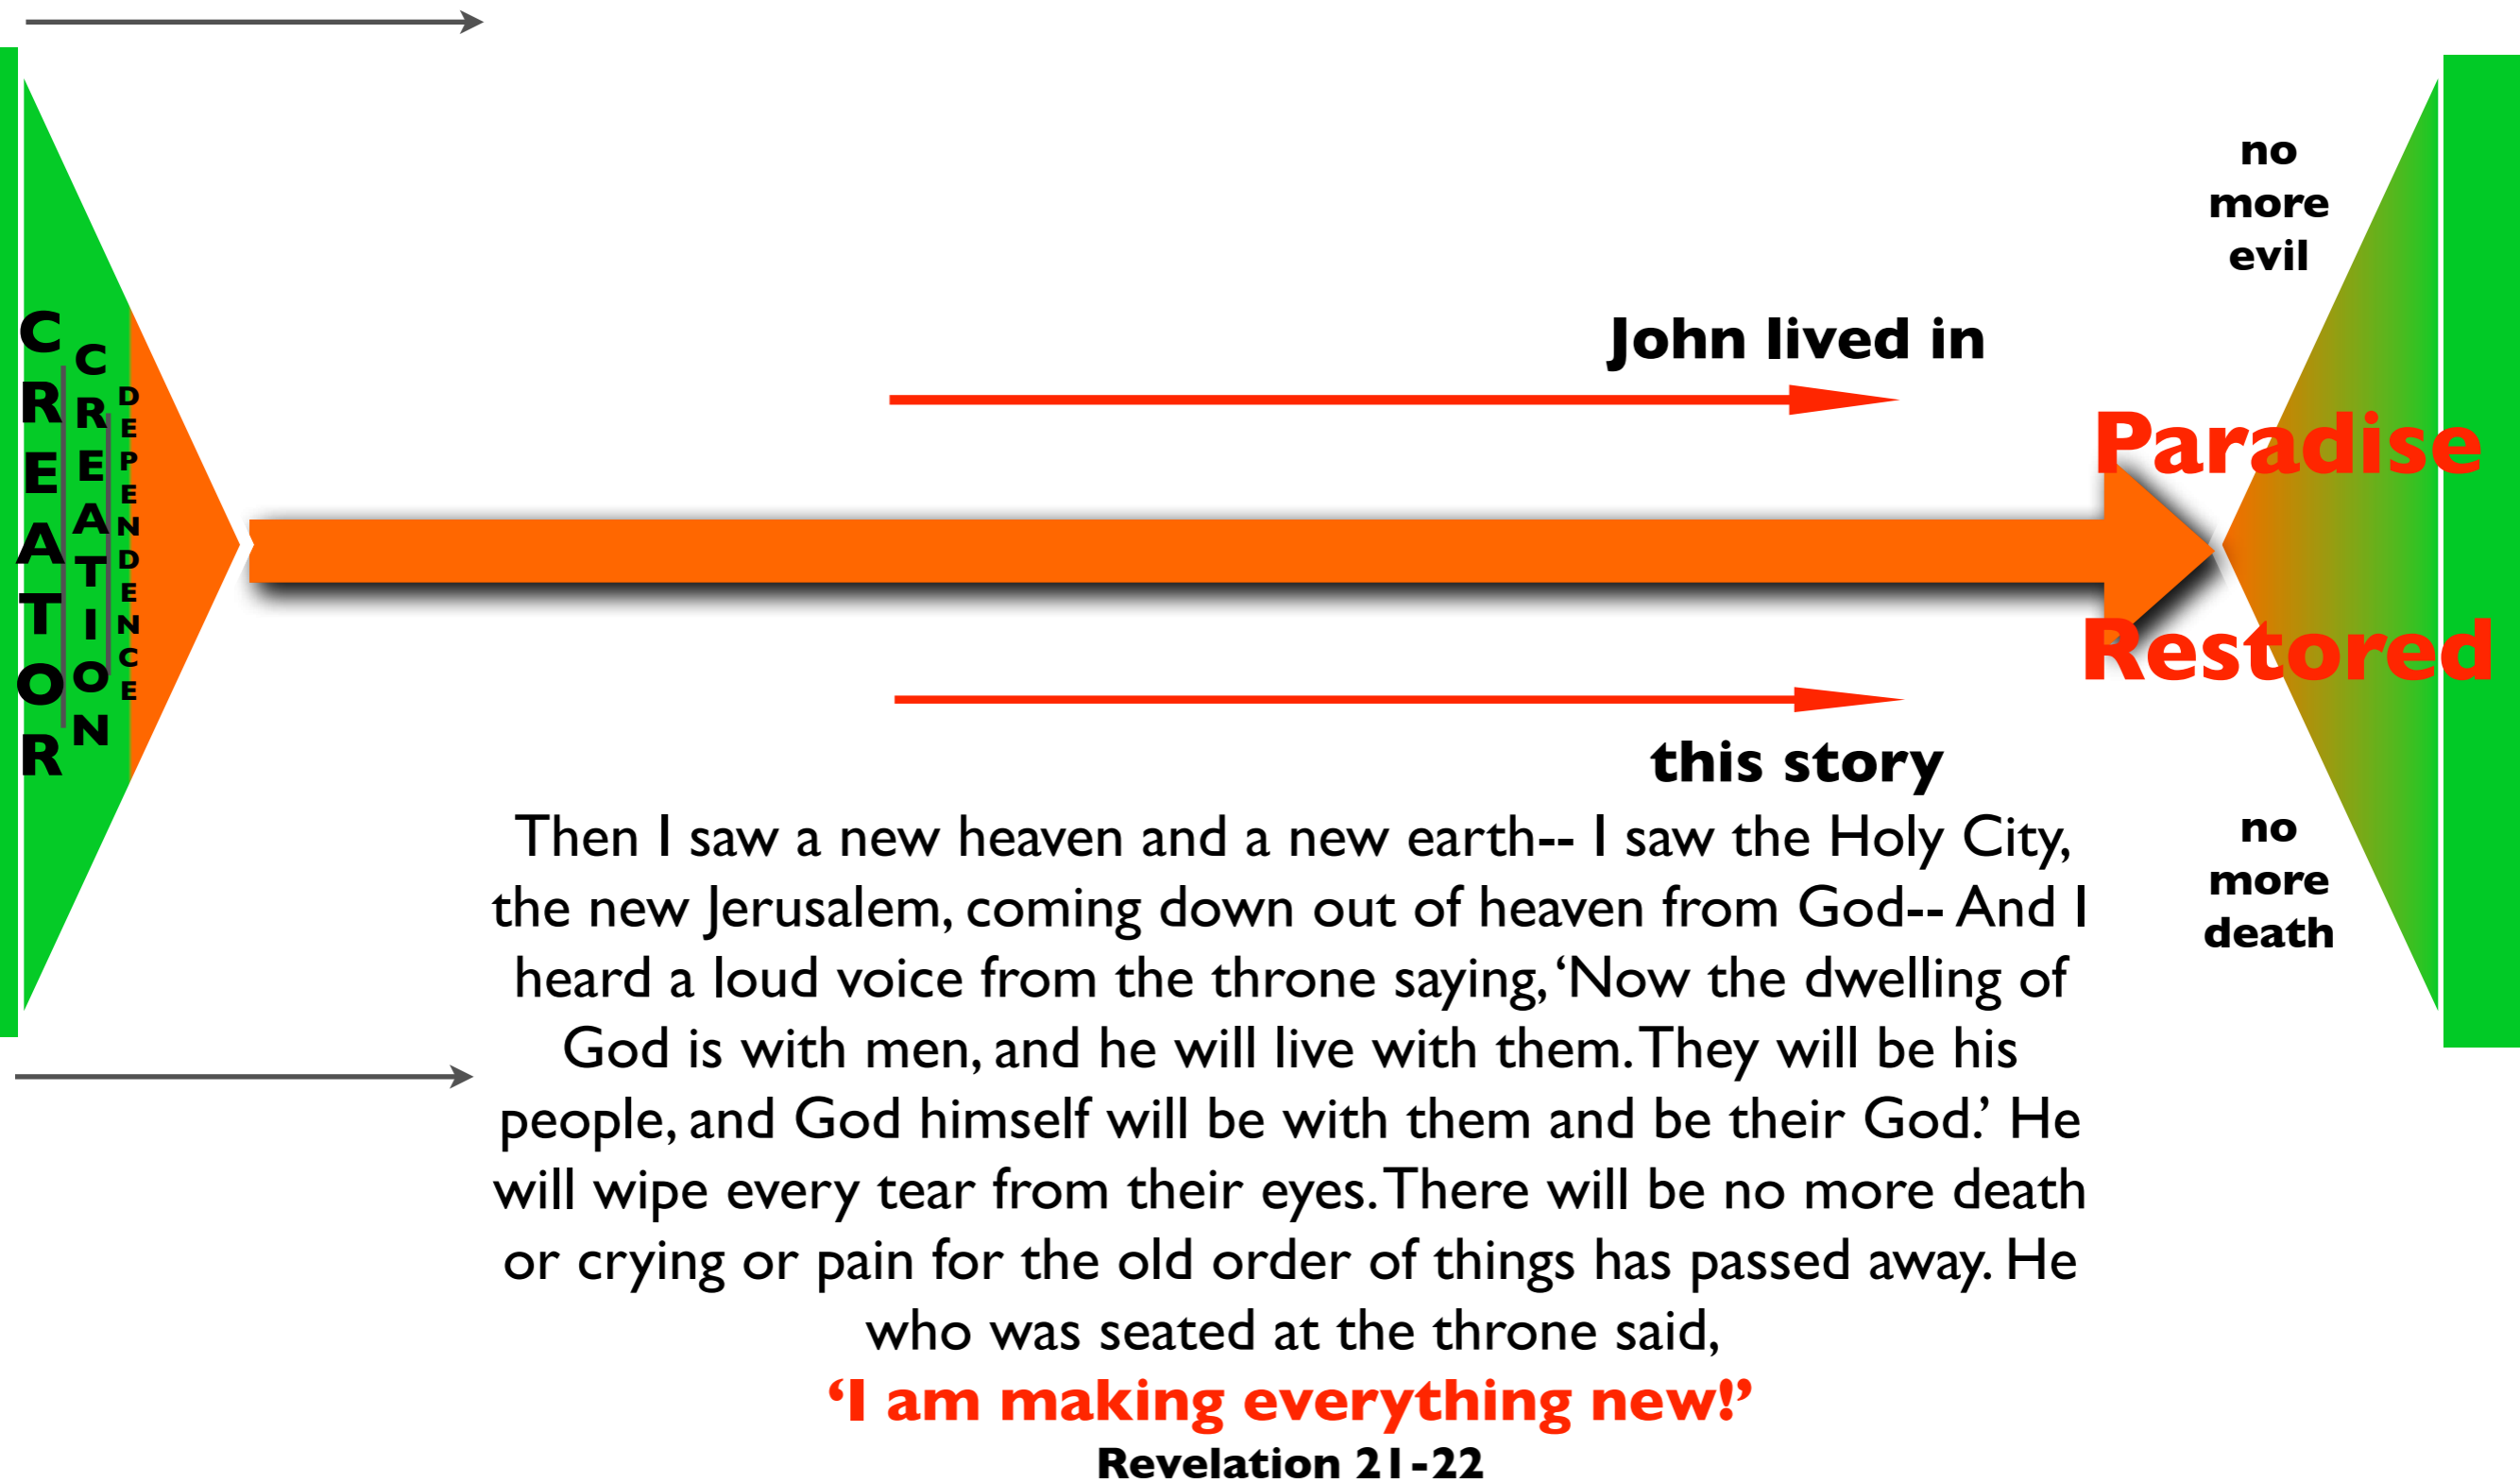 CREATOR
CREATION
DEPENDENCE
no
more
evil
John lived in
Paradise
Restored
this story
no
more
death
Then I saw a new heaven and a new earth-- I saw the Holy City,
the new Jerusalem, coming down out of heaven from God-- And I
heard a loud voice from the throne saying, ‘Now the dwelling of
God is with men, and he will live with them. They will be his
people, and God himself will be with them and be their God.’ He
will wipe every tear from their eyes. There will be no more death
or crying or pain for the old order of things has passed away. He
who was seated at the throne said,
‘I am making everything new!’
Revelation 21-22